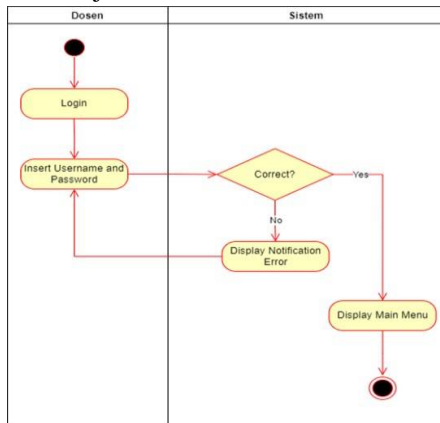 Dosen
Sistem
Login
Insert Username and
Password
Correct?
Yes
No
Display Notification
Error
Display Main Menu